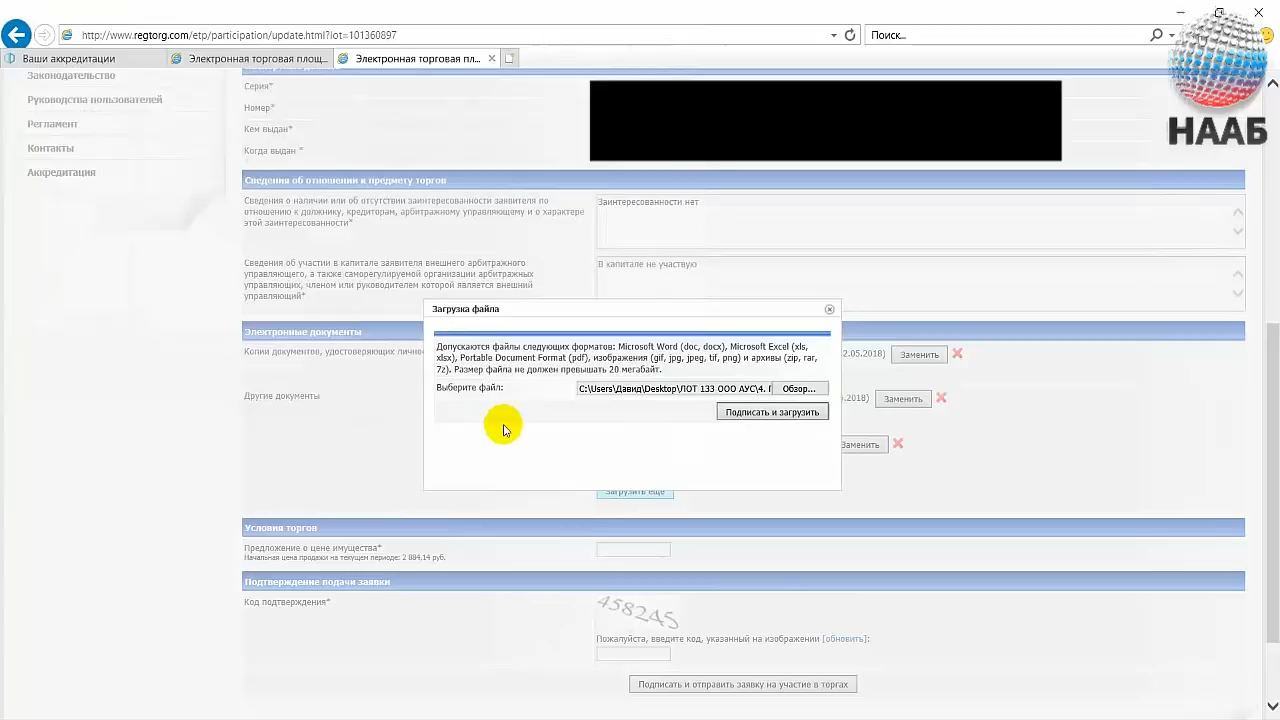 http://www.regtorg.com/etp/participation/update.html?lot=101360897
Поиск...
Ваши аккредитации
Электронная торговая площ...
Электронная торговая пл...
НААБ
Законодательство
Руководства пользователей
Регламент
Контакты
Аккредитация
Серия*
Номер*
Кем выдан*
Когда выдан *
Сведения об отношении к предмету торгов
Сведения о наличии или об отсутствии заинтересованности заявителя по
отношению к должнику, кредиторам, арбитражному управляющему и о характере
этой заинтересованности*
Заинтересованности нет
Сведения об участии в капитале заявителя внешнего арбитражного
управляющего, а также саморегулируемой организации арбитражных
управляющих, членом или руководителем которой является внешний
управляющий*
В капитале не участвую
Загрузка файла
Допускаются файлы следующих форматов: Microsoft Word (doc, docx), Microsoft Excel (xls,
xlsx), Portable Document Format (pdf), изображения (gif, jpg, jpeg, tif, png) и архивы (zip, rar,
7z). Размер файла не должен превышать 20 мегабайт.
Выберите файл:
C:\Users\Давид\Desktop\ЛОТ 133 ООО АУС\4.
Обзор...
Подписать и загрузить
Электронные документы
Копии документов, удостоверяющих
2.05.2018)
Заменить
Другие документы
.2018)
Заменить
Заменить
Загрузить еще
Условия торгов
Предложение о цене имущества*
Начальная цена продажи на текущем периоде: 2 884,14 руб.
Подтверждение подачи заявки
Код подтверждения*
458245
Пожалуйста, введите код, указанный на изображении [обновить]:
Подписать и отправить заявку на участие в торгах